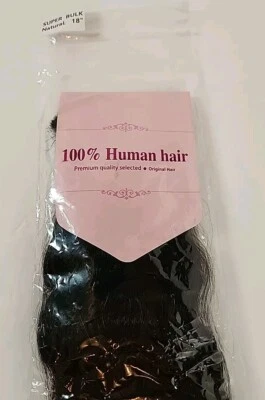 SUPER BULK
Natural 18"
100% Human hair
Premium quality selected ● Original Hair